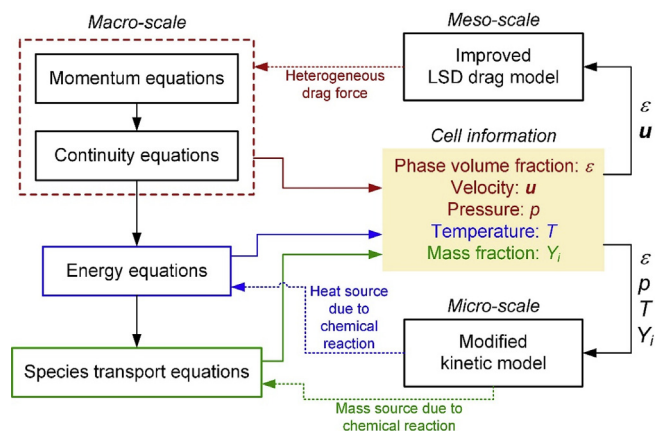 Macro-scale
Meso-scale
Momentum equations
Continuity equations
Heterogeneous
drag force
Improved
LSD drag model
ε
u
Cell information
Phase volume fraction: ε
Velocity: u
Pressure: p
Temperature: T
Mass fraction: Yi
Energy equations
Heat source
due to
chemical
reaction
Micro-scale
Modified
kinetic model
ε
p
T
Yi
Species transport equations
Mass source due to
chemical reaction